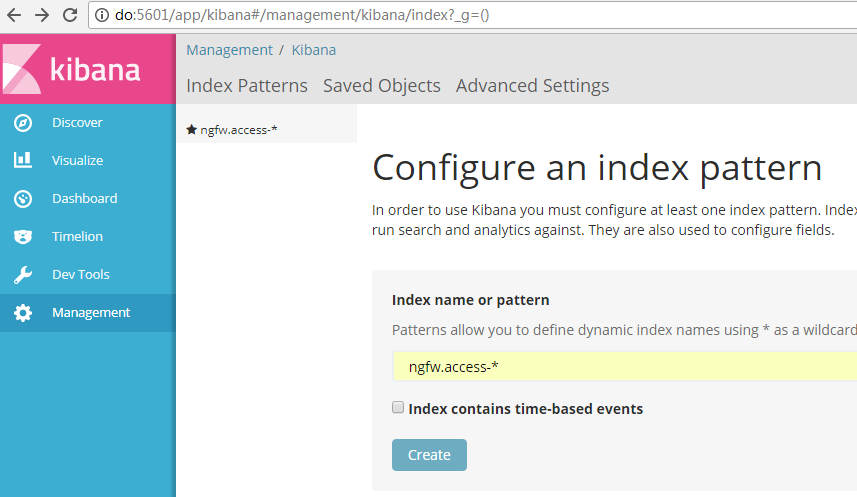 do:5601/app/kibana#/management/kibana/index?_g=()
kibana
Management / Kibana
Index Patterns Saved Objects Advanced Settings
Discover
Visualize
Dashboard
Timelion
Dev Tools
Management
ngfw.access-*
Configure an index pattern
In order to use Kibana you must configure at least one index pattern. Index
run search and analytics against. They are also used to configure fields.
Index name or pattern
Patterns allow you to define dynamic index names using * as a wildcard
ngfw.access-*
Index contains time-based events
Create